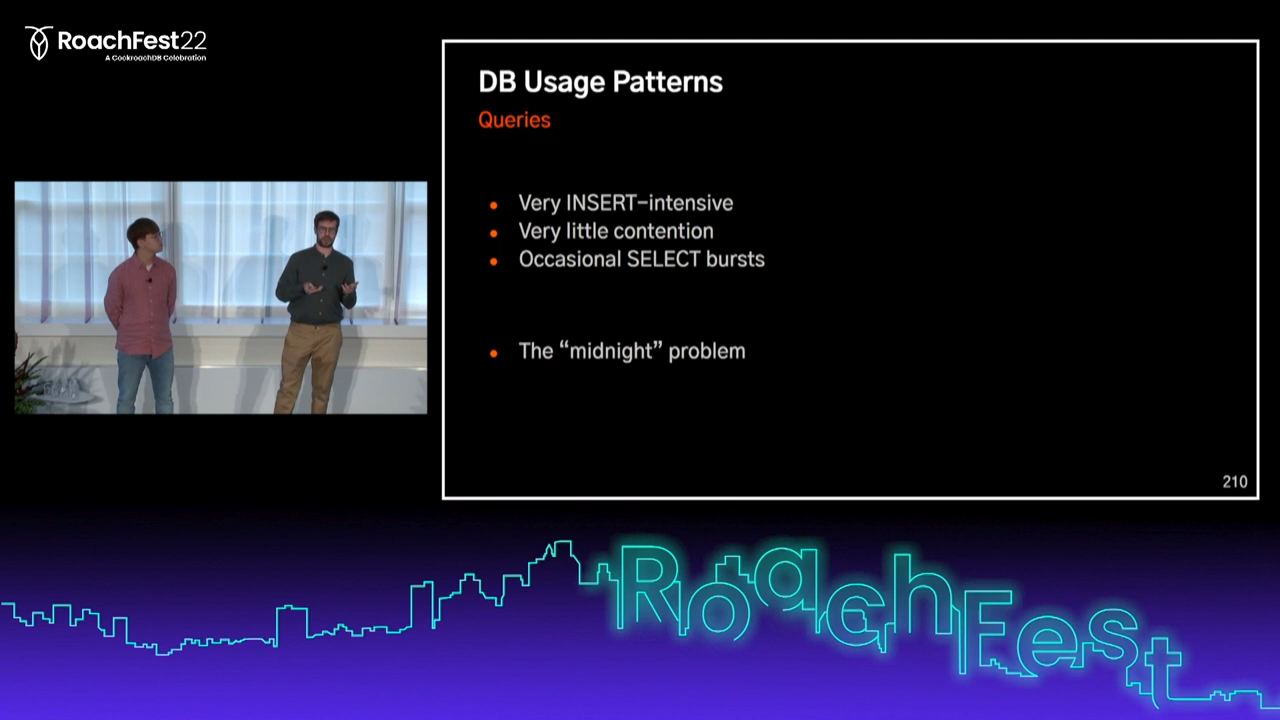 RoachFest22
A CockroachDB Celebration
DB Usage Patterns
Queries
• Very INSERT-intensive
• Very little contention
• Occasional SELECT bursts
• The “midnight” problem
210
RoachFest